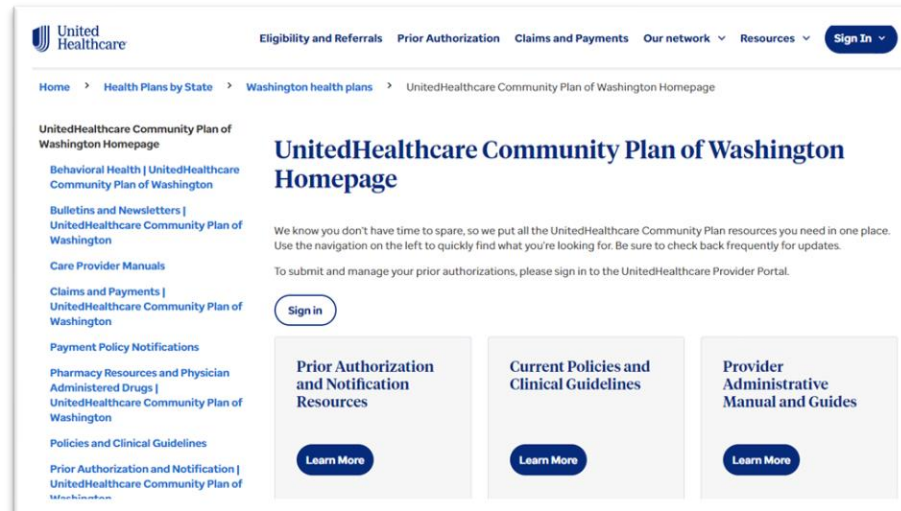 United
Healthcare
Eligibility and Referrals Prior Authorization Claims and Payments Our network Resources Sign In
Home > Health Plans by State > Washington health plans > UnitedHealthcare Community Plan of Washington Homepage
UnitedHealthcare Community Plan of
Washington Homepage
Behavioral Health | UnitedHealthcare
Community Plan of Washington
Bulletins and Newsletters |
UnitedHealthcare Community Plan of
Washington
Care Provider Manuals
Claims and Payments |
UnitedHealthcare Community Plan of
Washington
Payment Policy Notifications
Pharmacy Resources and Physician
Administered Drugs |
UnitedHealthcare Community Plan of
Washington
Policies and Clinical Guidelines
Prior Authorization and Notification |
UnitedHealthcare Community Plan of
Washington
UnitedHealthcare Community Plan of Washington
Homepage
We know you don't have time to spare, so we put all the UnitedHealthcare Community Plan resources you need in one place.
Use the navigation on the left to quickly find what you're looking for. Be sure to check back frequently for updates.
To submit and manage your prior authorizations, please sign in to the UnitedHealthcare Provider Portal.
Sign in
Prior Authorization
and Notification
Resources
Learn More
Current Policies and
Clinical Guidelines
Learn More
Provider
Administrative
Manual and Guides
Learn More